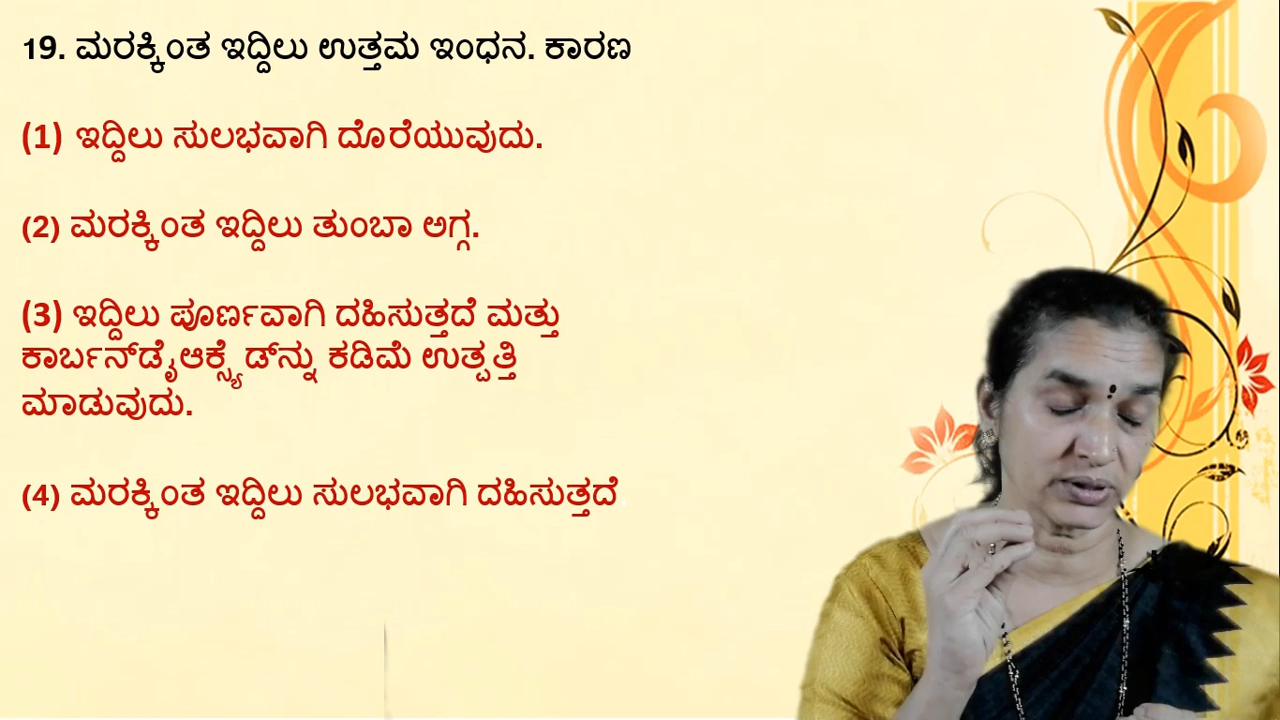 19. ಮರಕ್ಕಿಂತ ಇದ್ದಿಲು ಉತ್ತಮ ಇಂಧನ. ಕಾರಣ
(1) ಇದ್ದಿಲು ಸುಲಭವಾಗಿ ದೊರೆಯುವುದು.
(2) ಮರಕ್ಕಿಂತ ಇದ್ದಿಲು ತುಂಬಾ ಅಗ್ಗ.
(3) ಇದ್ದಿಲು ಪೂರ್ಣವಾಗಿ ದಹಿಸುತ್ತದೆ ಮತ್ತು
ಕಾರ್ಬನ್‌ಡೈಆಕ್ಸೈಡ್‌ನ್ನು ಕಡಿಮೆ ಉತ್ಪತ್ತಿ
ಮಾಡುವುದು.
(4) ಮರಕ್ಕಿಂತ ಇದ್ದಿಲು ಸುಲಭವಾಗಿ ದಹಿಸುತ್ತದೆ